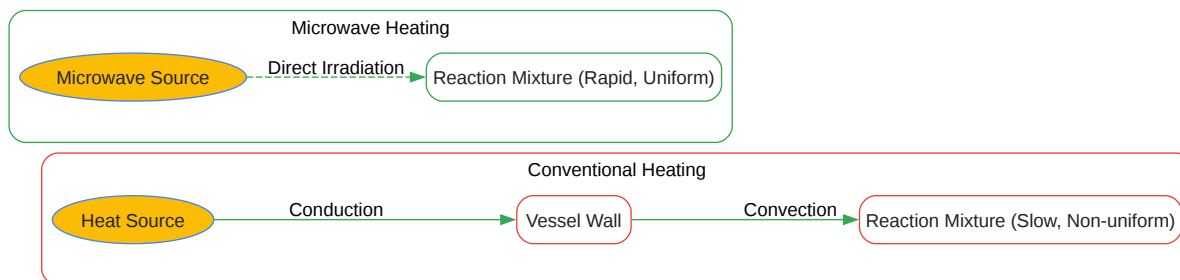 Microwave Heating
Microwave Source
Direct Irradiation
Reaction Mixture (Rapid, Uniform)
Conventional Heating
Heat Source
Conduction
Vessel Wall
Convection
Reaction Mixture (Slow, Non-uniform)